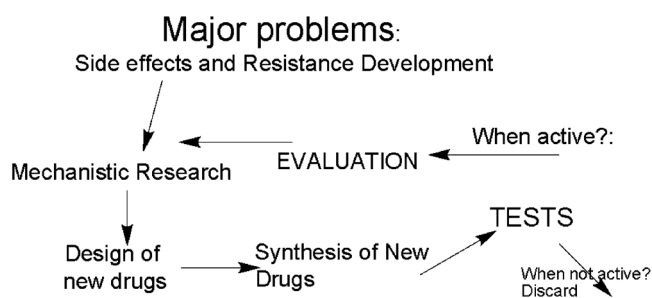 Major problems:
Side effects and Resistance Development
When active?:
EVALUATION
Mechanistic Research
TESTS
Design of
new drugs
Synthesis of New
Drugs
When not active?
Discard